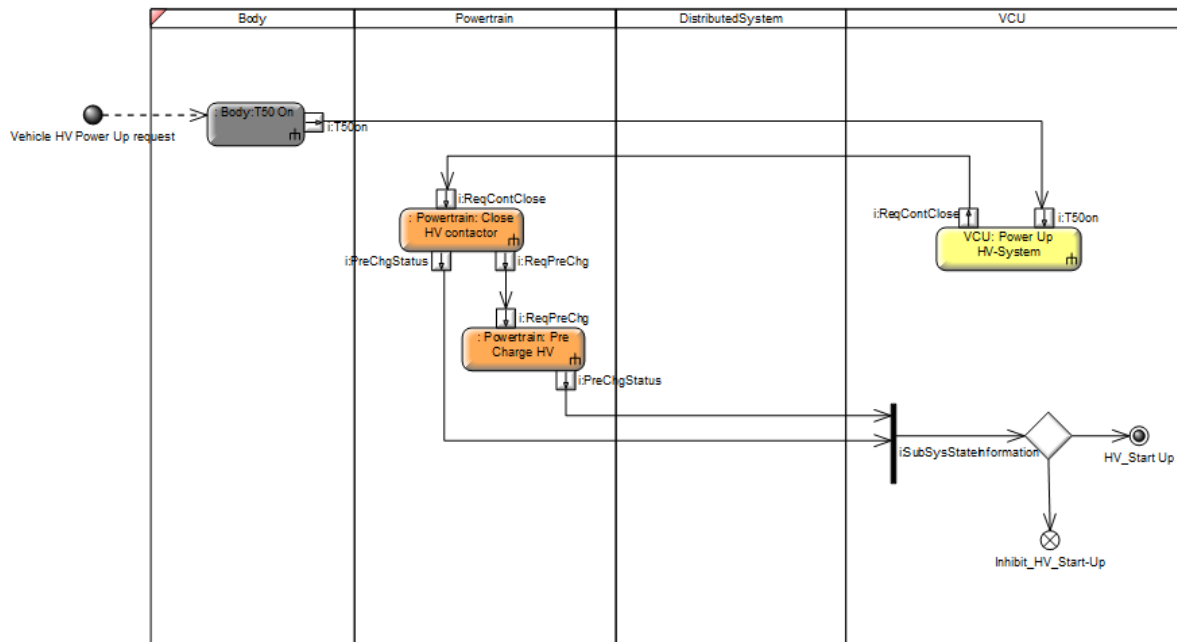 Body
Powertrain
DistributedSystem
VCU
Vehicle HV Power Up request
: Body:T50 On
i:T50on
i:ReqContClose
: Powertrain: Close
HV contactor
i:PreChgStatus
i:ReqPreChg
i:ReqPreChg
: Powertrain: Pre
Charge HV
i:PreChgStatus
i:ReqContClose
i:T50on
VCU: Power Up
HV-System
iSubSysStateInformation
HV_Start Up
Inhibit_HV_Start-Up